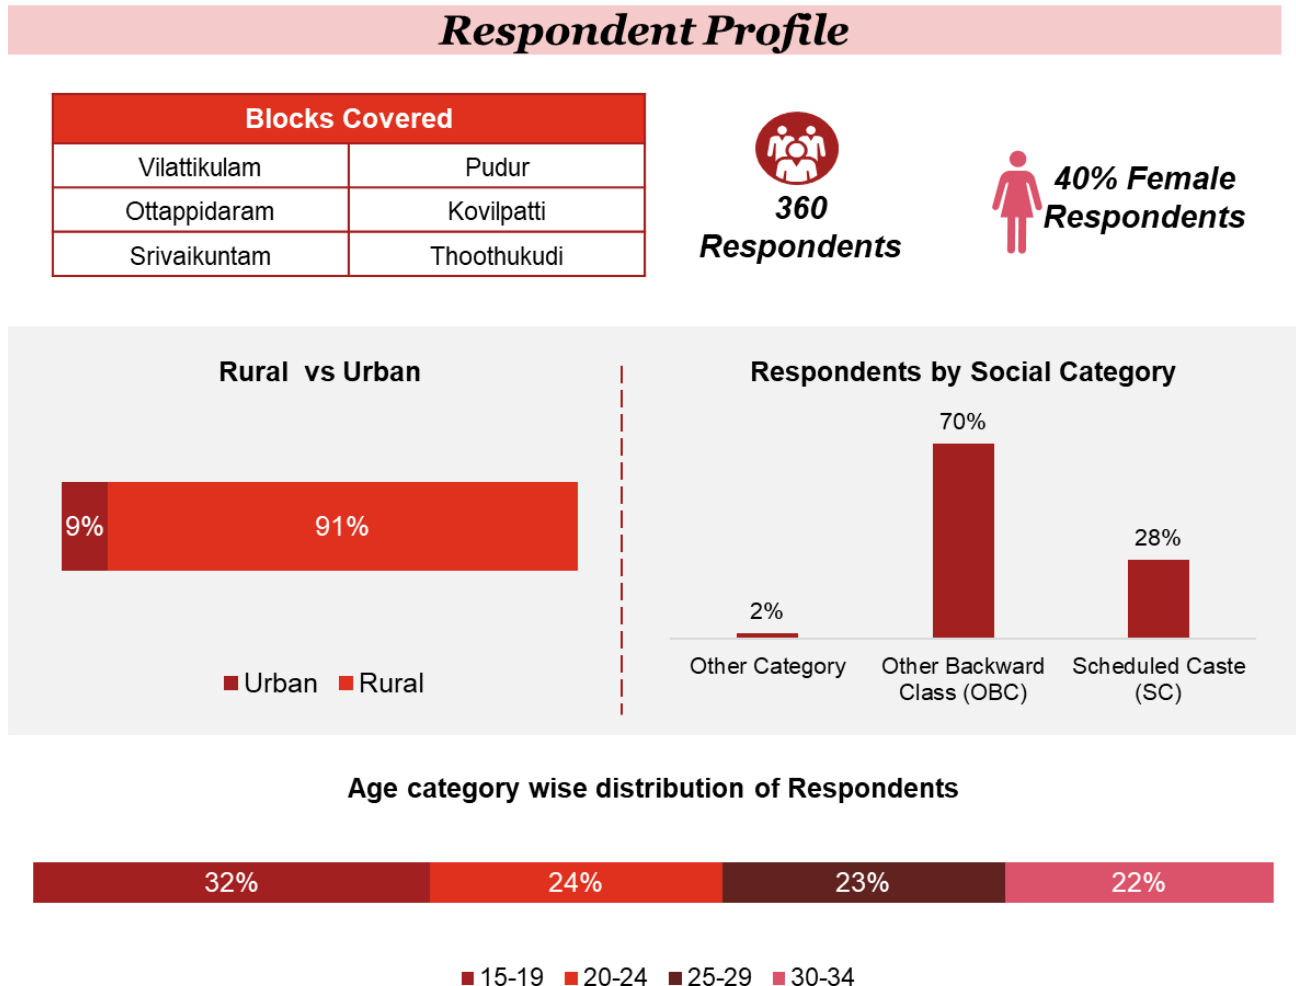 Respondent Profile
Blocks Covered
Vilattikulam Pudur
Ottappidaram Kovilpatti
Srivaikuntam Thoothukudi
360
Respondents
40% Female
Respondents
Rural vs Urban
9% 91%
Urban Rural
Respondents by Social Category
70%
28%
2%
Other Category
Other Backward
Class (OBC)
Scheduled Caste
(SC)
Age category wise distribution of Respondents
32% 24% 23% 22%
15-19 20-24 25-29 30-34